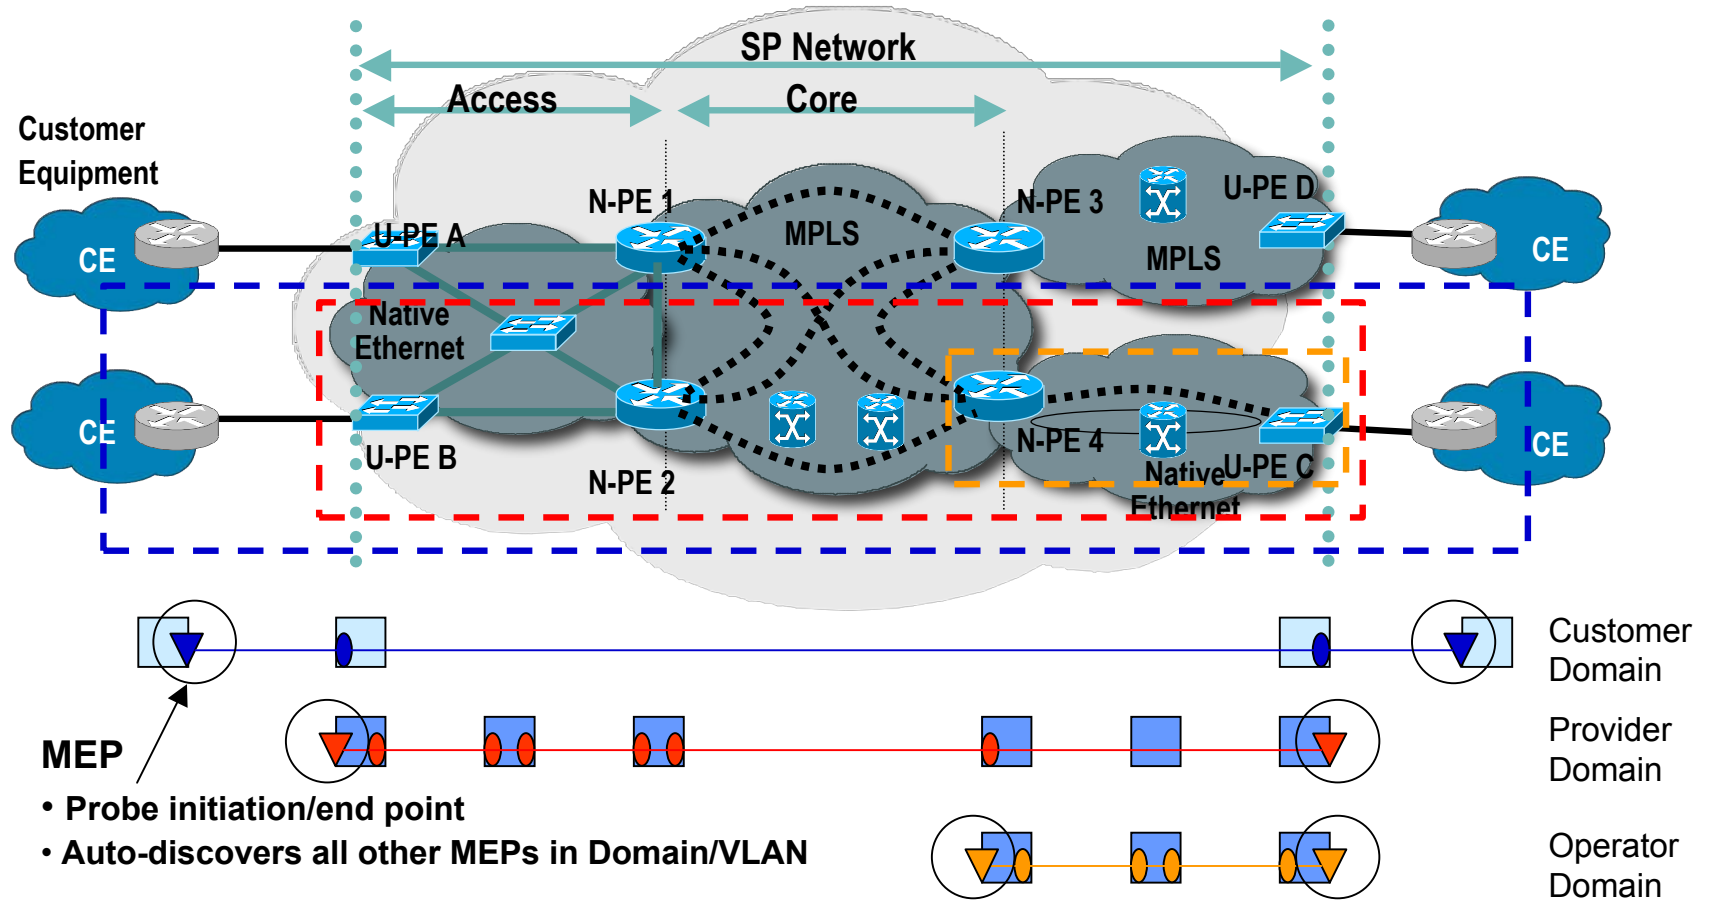 SP Network
Access
Core
Customer
Equipment
N-PE 1
N-PE 3
U-PE D
U-PE A
MPLS
MPLS
CE
CE
Native
Ethernet
CE
CE
U-PE B
N-PE 2
N-PE 4
Native
Ethernet
U-PE C
Customer
Domain
MEP
Provider
Domain
• Probe initiation/end point
• Auto-discovers all other MEPs in Domain/VLAN
Operator
Domain